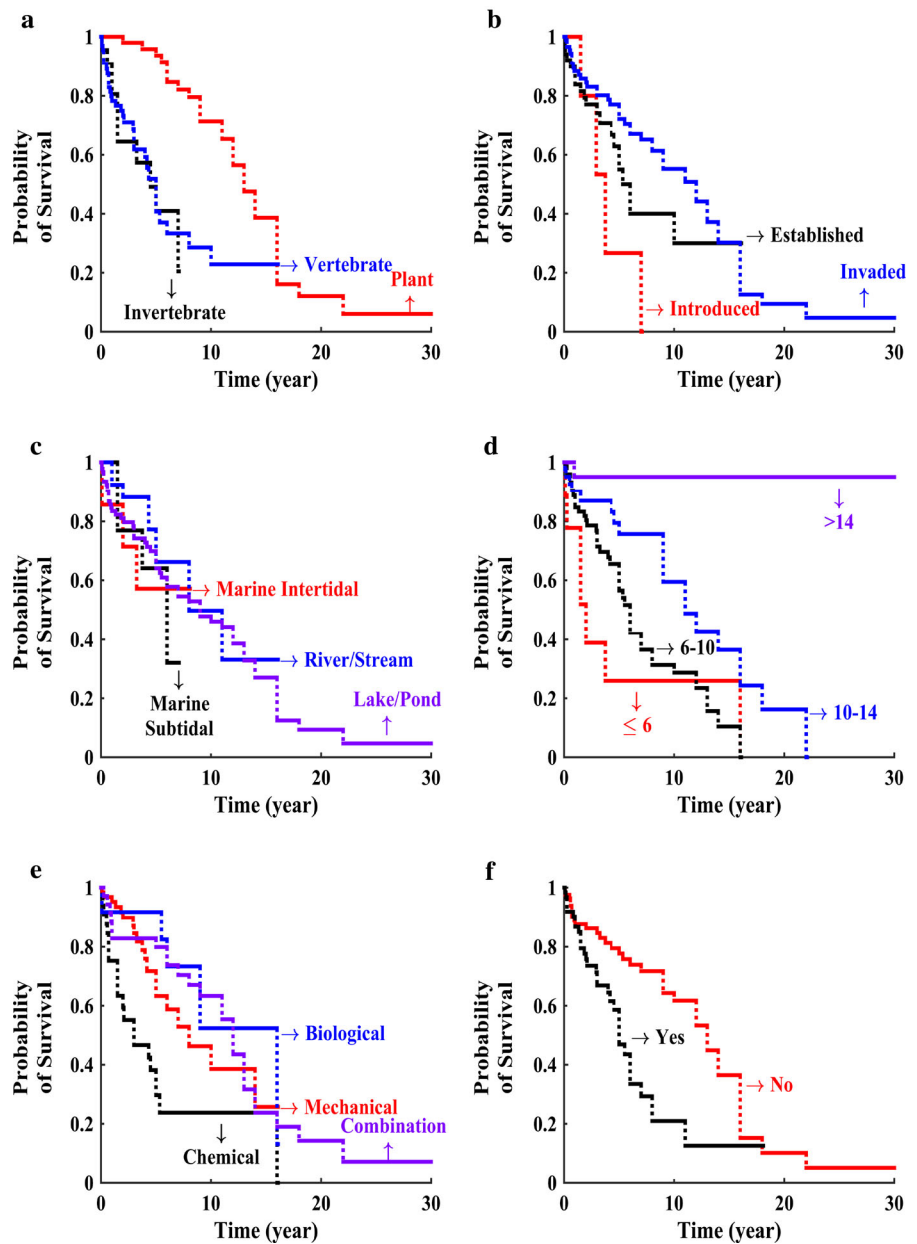 a
Probability
of Survival
1
0.8
0.6
0.4
0.2
0
→ Vertebrate
Plant
↑
↓
Invertebrate
0
10
20
30
Time (year)
b
Probability
of Survival
1
0.8
0.6
0.4
0.2
0
→ Established
Invaded
↑
→ Introduced
0
10
20
30
Time (year)
c
Probability
of Survival
1
0.8
0.6
0.4
0.2
0
→ Marine Intertidal
→ River/Stream
↓
Marine
Subtidal
Lake/Pond
↑
0
10
20
30
Time (year)
d
Probability
of Survival
1
0.8
0.6
0.4
0.2
0
↓
>14
→ 6-10
↓
≤ 6
→ 10-14
0
10
20
30
Time (year)
e
Probability
of Survival
1
0.8
0.6
0.4
0.2
0
→ Biological
→ Mechanical
↓
Chemical
Combination
↑
0
10
20
30
Time (year)
f
Probability
of Survival
1
0.8
0.6
0.4
0.2
0
→ Yes
→ No
0
10
20
30
Time (year)